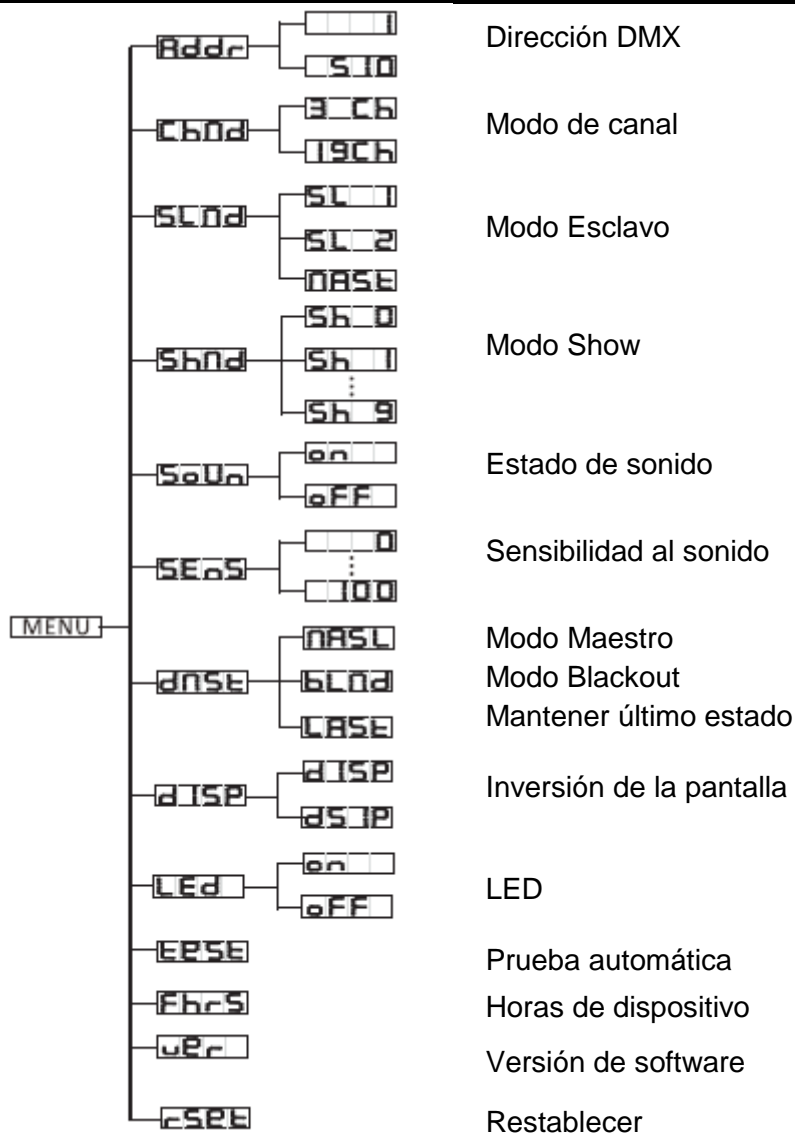 Addr
1
510
Dirección DMX
ChMd
3 Ch
19Ch
Modo de canal
SLMd
SL 1
SL 2
MASt
Modo Esclavo
ShMd
Sh 0
Sh 1
Sh 9
Modo Show
SoUn
on
oFF
Estado de sonido
SEnS
0
100
Sensibilidad al sonido
MENU
dMSt
MASL
Modo Maestro
bLMd
Modo Blackout
LASt
Mantener último estado
dISP
dISP
dSIP
Inversión de la pantalla
LEd
on
oFF
LED
teSt
Prueba automática
FhrS
Horas de dispositivo
ver
Versión de software
rSet
Restablecer